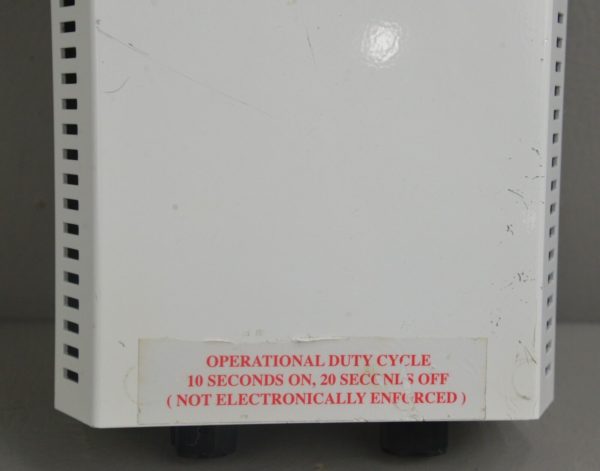 OPERATIONAL DUTY CYCLE
10 SECONDS ON, 20 SECONDS OFF
( NOT ELECTRONICALLY ENFORCED )